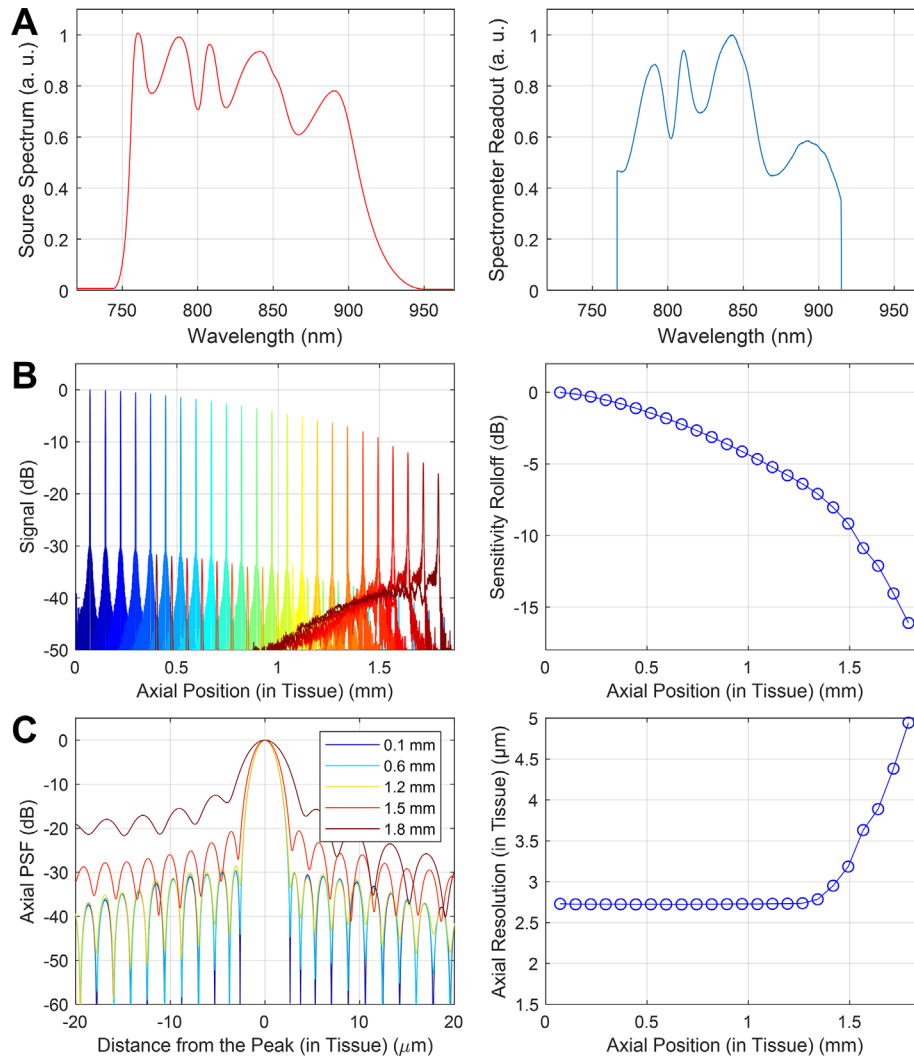 A
Source Spectrum (a. u.)
1
0.8
0.6
0.4
0.2
0
750 800 850 900 950
Wavelength (nm)
Spectrometer Readout (a. u.)
1
0.8
0.6
0.4
0.2
0
750 800 850 900 950
Wavelength (nm)
B
Signal (dB)
0
-10
-20
-30
-40
-50
0 0.5 1 1.5
Axial Position (in Tissue) (mm)
Sensitivity Rolloff (dB)
0
-5
-10
-15
0 0.5 1 1.5
Axial Position (in Tissue) (mm)
C
Axial PSF (dB)
0
-10
-20
-30
-40
-50
-60
-20 -10 0 10 20
Distance from the Peak (in Tissue) (μm)
0.1 mm
0.6 mm
1.2 mm
1.5 mm
1.8 mm
Axial Resolution (in Tissue) (μm)
5
4.5
4
3.5
3
2.5
2
1.5
0 0.5 1 1.5
Axial Position (in Tissue) (mm)